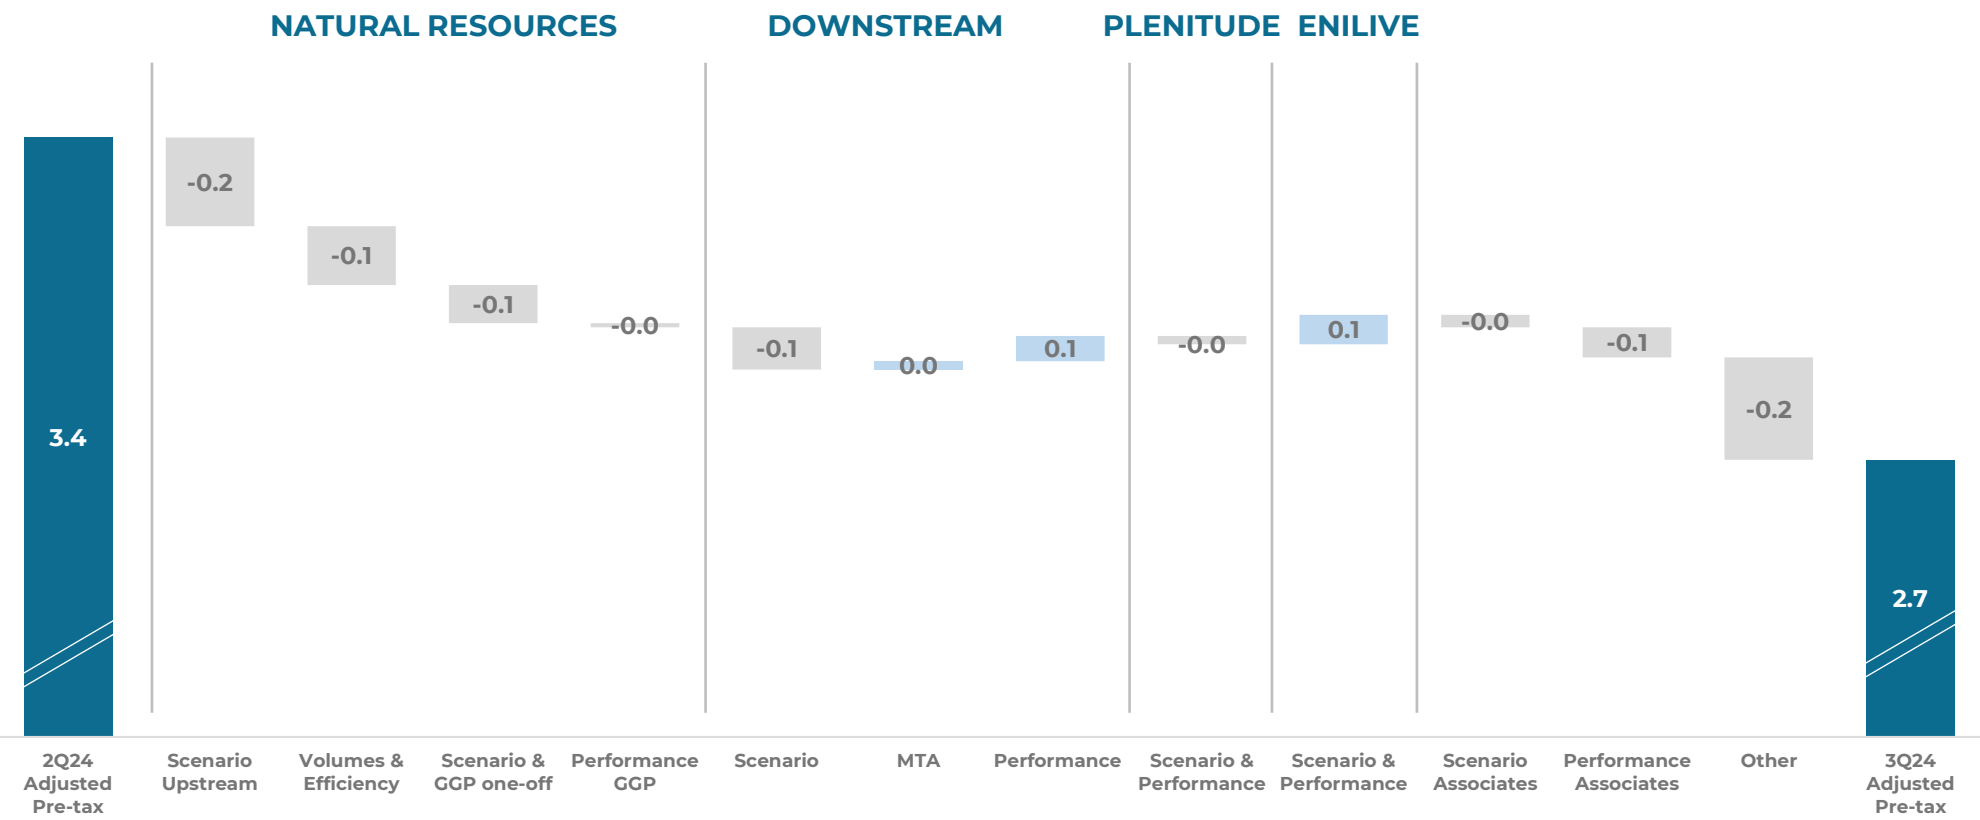 NATURAL RESOURCES
DOWNSTREAM
PLENITUDE
ENILIVE
3.4
-0.2
-0.1
-0.1
-0.0
-0.1
0.0
0.1
-0.0
0.1
-0.0
-0.1
-0.2
2.7
2Q24
Adjusted
Pre-tax
Scenario
Upstream
Volumes &
Efficiency
Scenario &
GGP one-off
Performance
GGP
Scenario
MTA
Performance
Scenario &
Performance
Scenario &
Performance
Scenario
Associates
Performance
Associates
Other
3Q24
Adjusted
Pre-tax